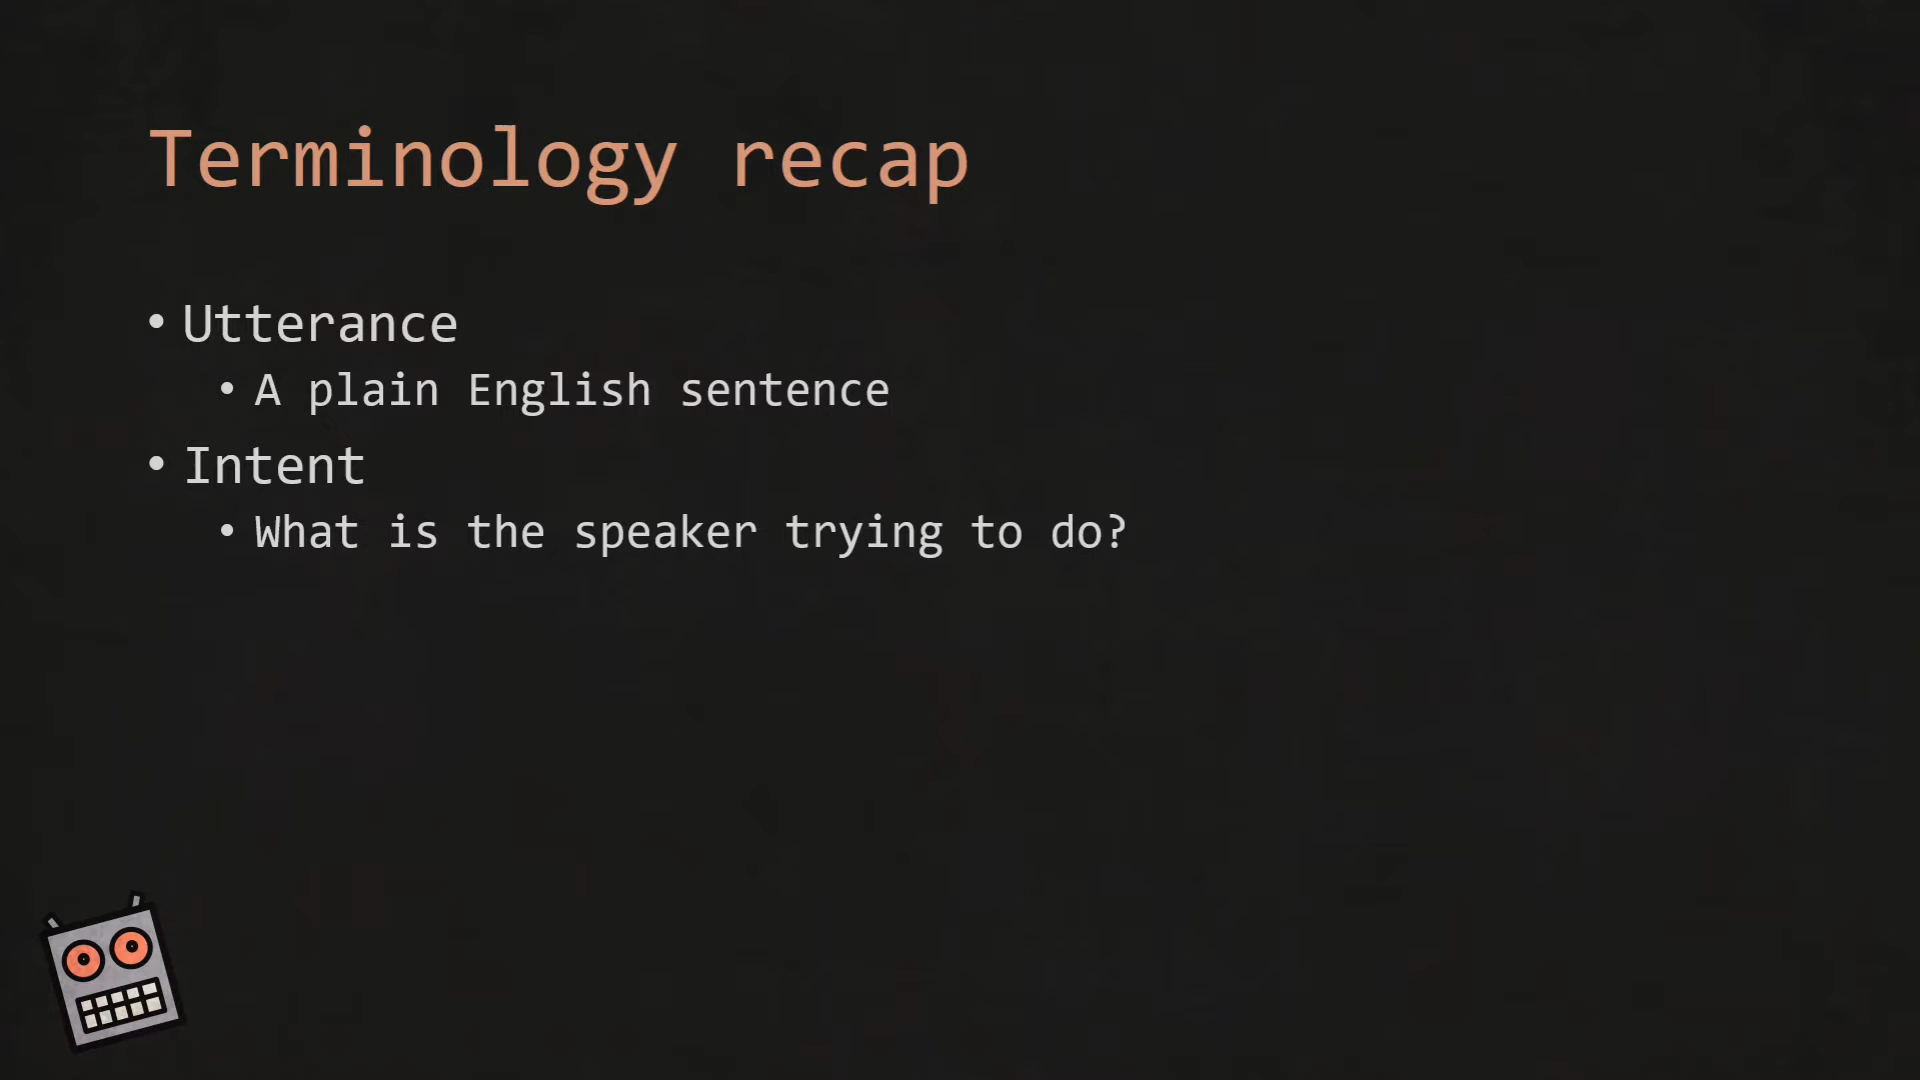 Terminology recap
• Utterance
• A plain English sentence
• Intent
• What is the speaker trying to do?